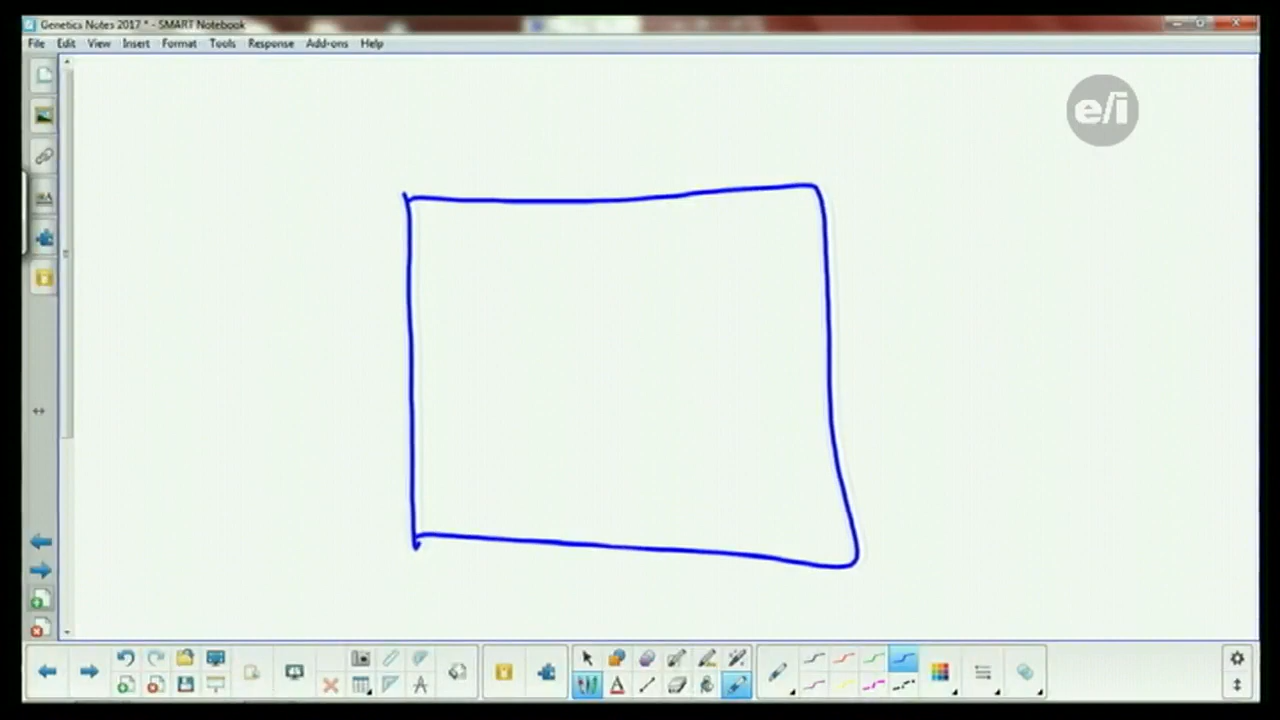 Genetics Notes 2017 * - SMART Notebook
File Edit View Insert Format Tools Response Add-ons Help
e/i